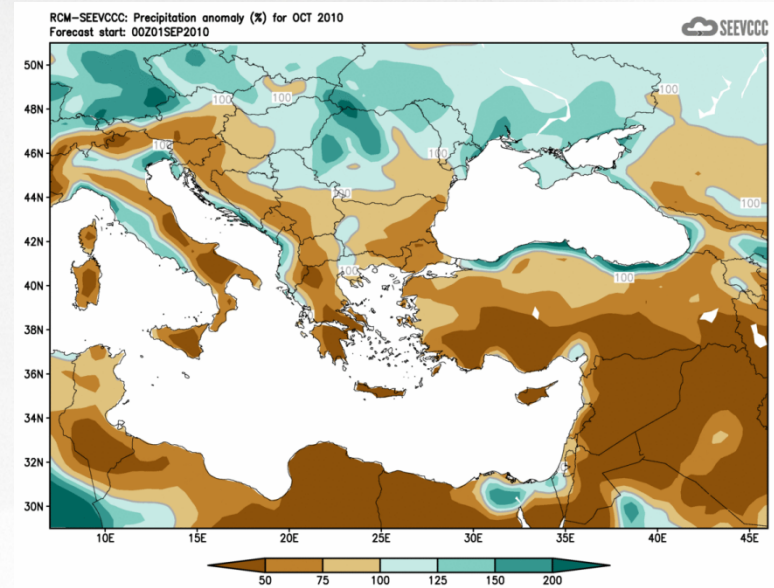 RCM-SEEVCCC: Precipitation anomaly (%) for OCT 2010
Forecast start: 00Z01SEP2010
SEEVCCC
50N
100
100
100
48N
100
100
46N
44N
100
100
42N
100
100
40N
38N
36N
34N
32N
30N
10E 15E 20E 25E 30E 35E 40E 45E
50 75 100 125 150 200